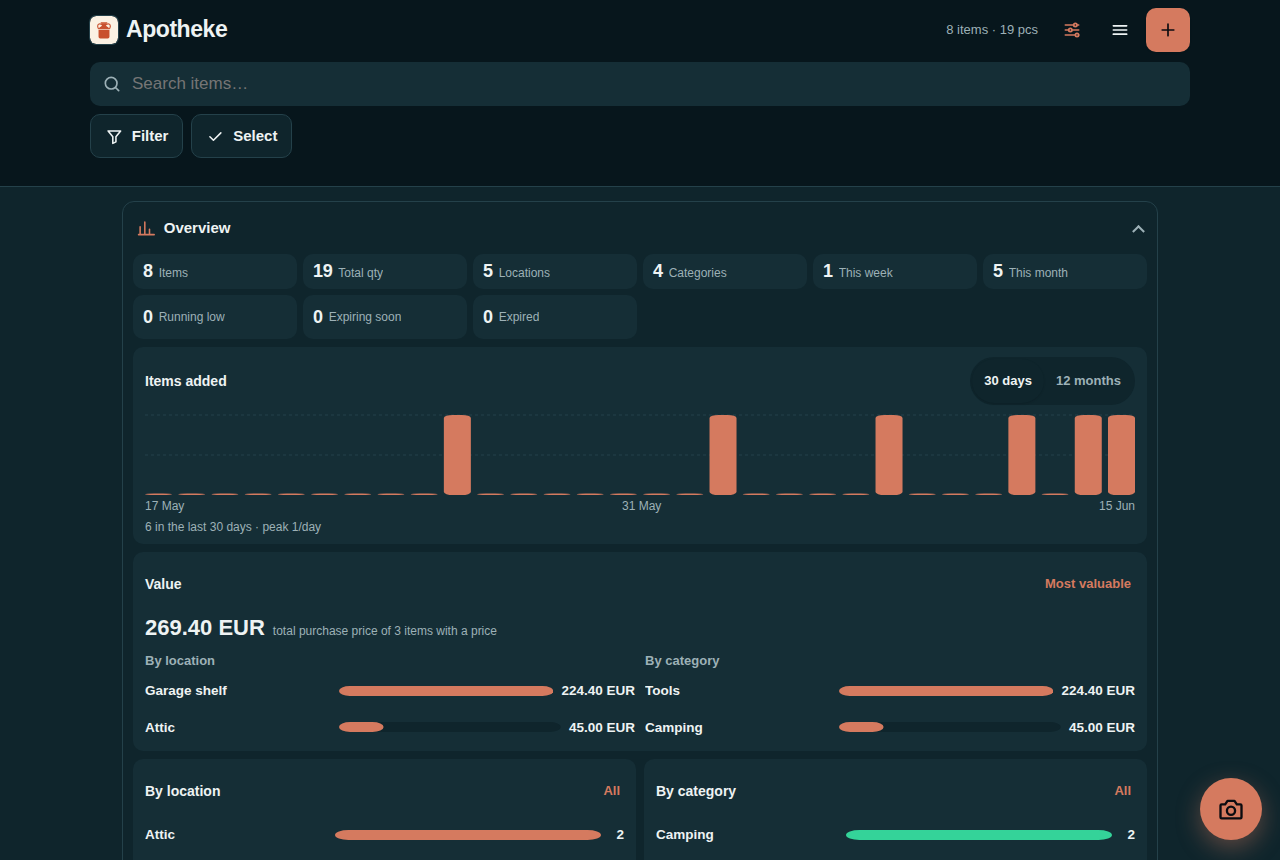 Apotheke
8 items · 19 pcs
Search items…
Filter
Select
Overview
8 Items
19 Total qty
5 Locations
4 Categories
1 This week
5 This month
0 Running low
0 Expiring soon
0 Expired
Items added
30 days
12 months
17 May
31 May
15 Jun
6 in the last 30 days · peak 1/day
Value
Most valuable
269.40 EUR total purchase price of 3 items with a price
By location
Garage shelf 224.40 EUR
Attic 45.00 EUR
By category
Tools 224.40 EUR
Camping 45.00 EUR
By location
All
Attic 2
By category
All
Camping 2